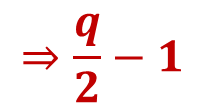 ⇒ q/2 − 1